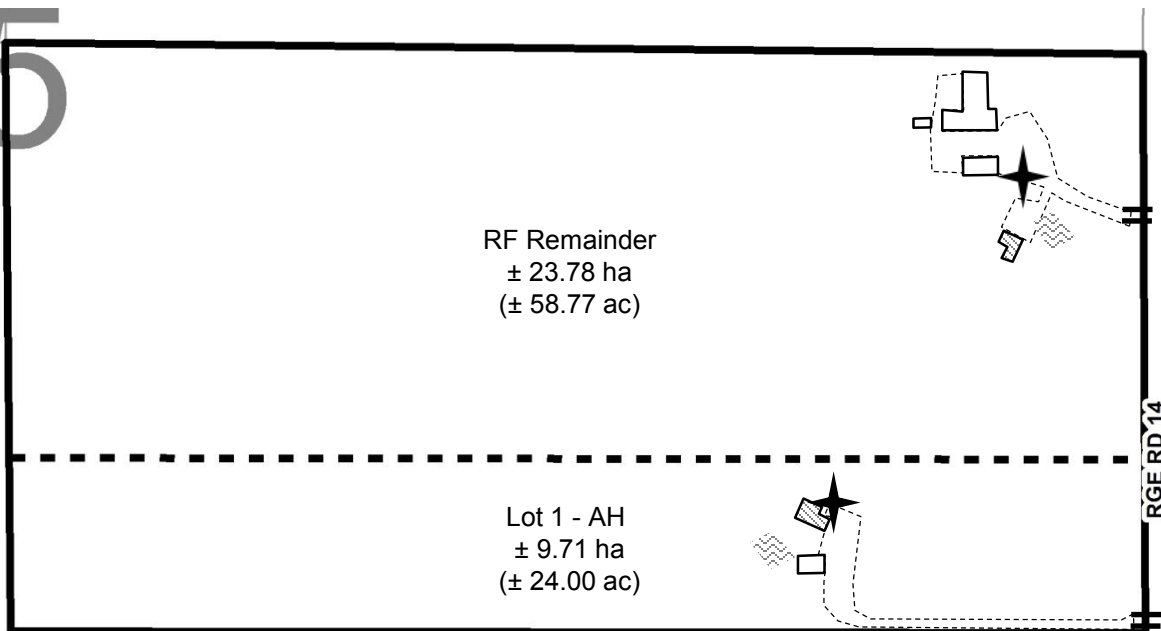 5
RF Remainder
± 23.78 ha
(± 58.77 ac)
RGE RD 14
Lot 1 - AH
± 9.71 ha
(± 24.00 ac)